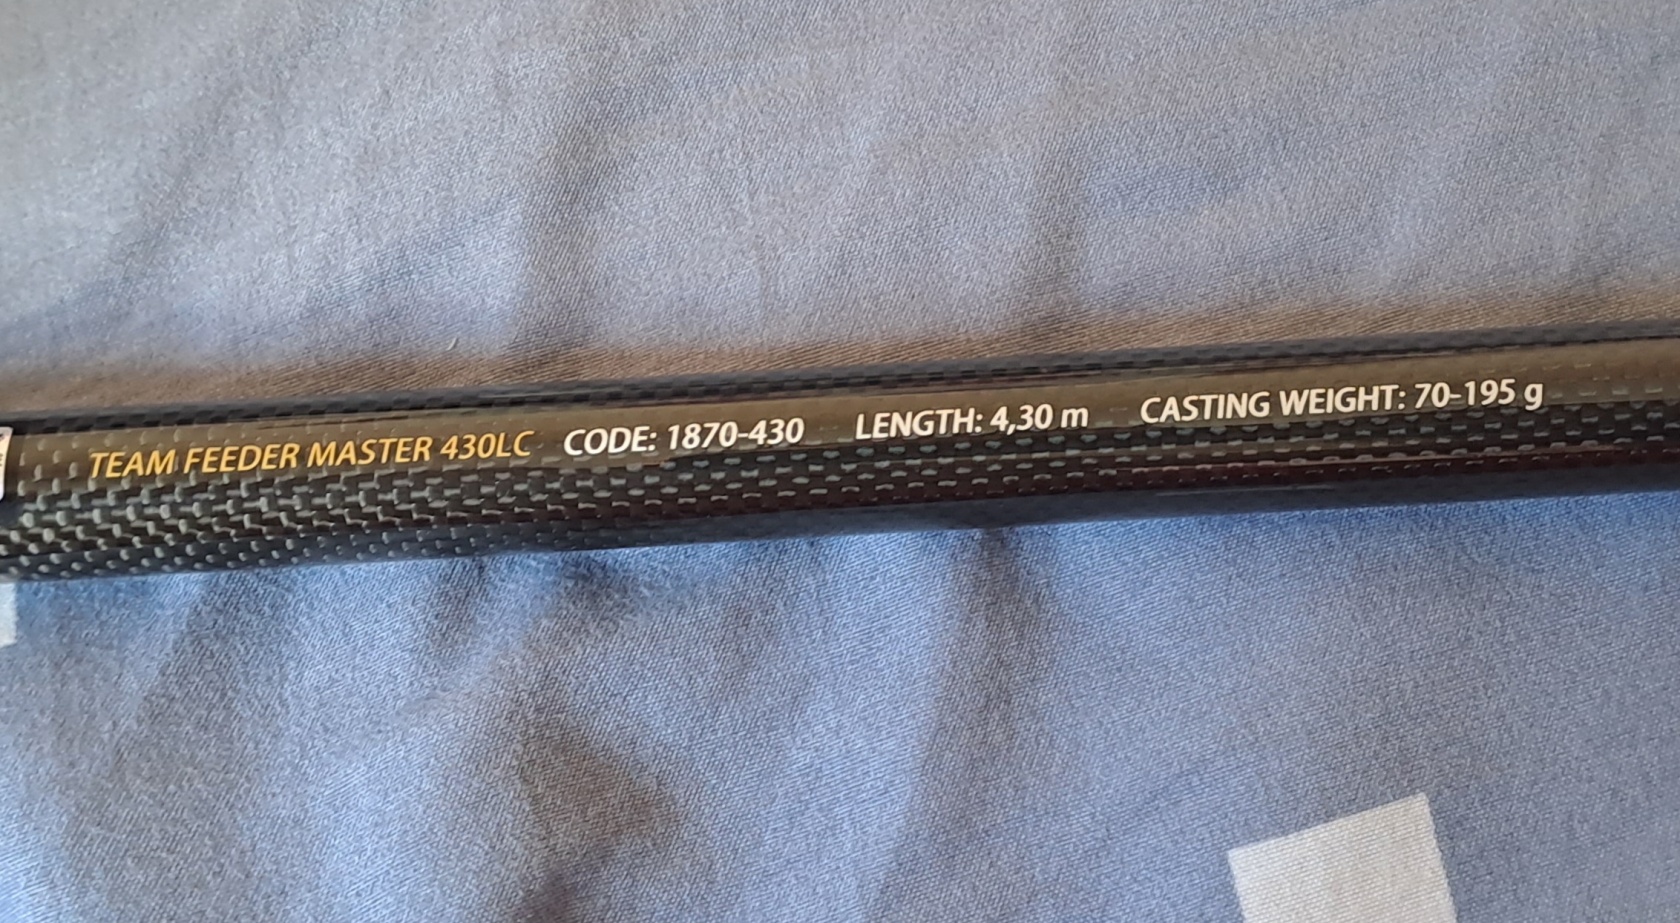 TEAM FEEDER MASTER 430LC CODE: 1870-430 LENGTH: 4,30 m CASTING WEIGHT: 70-195 g